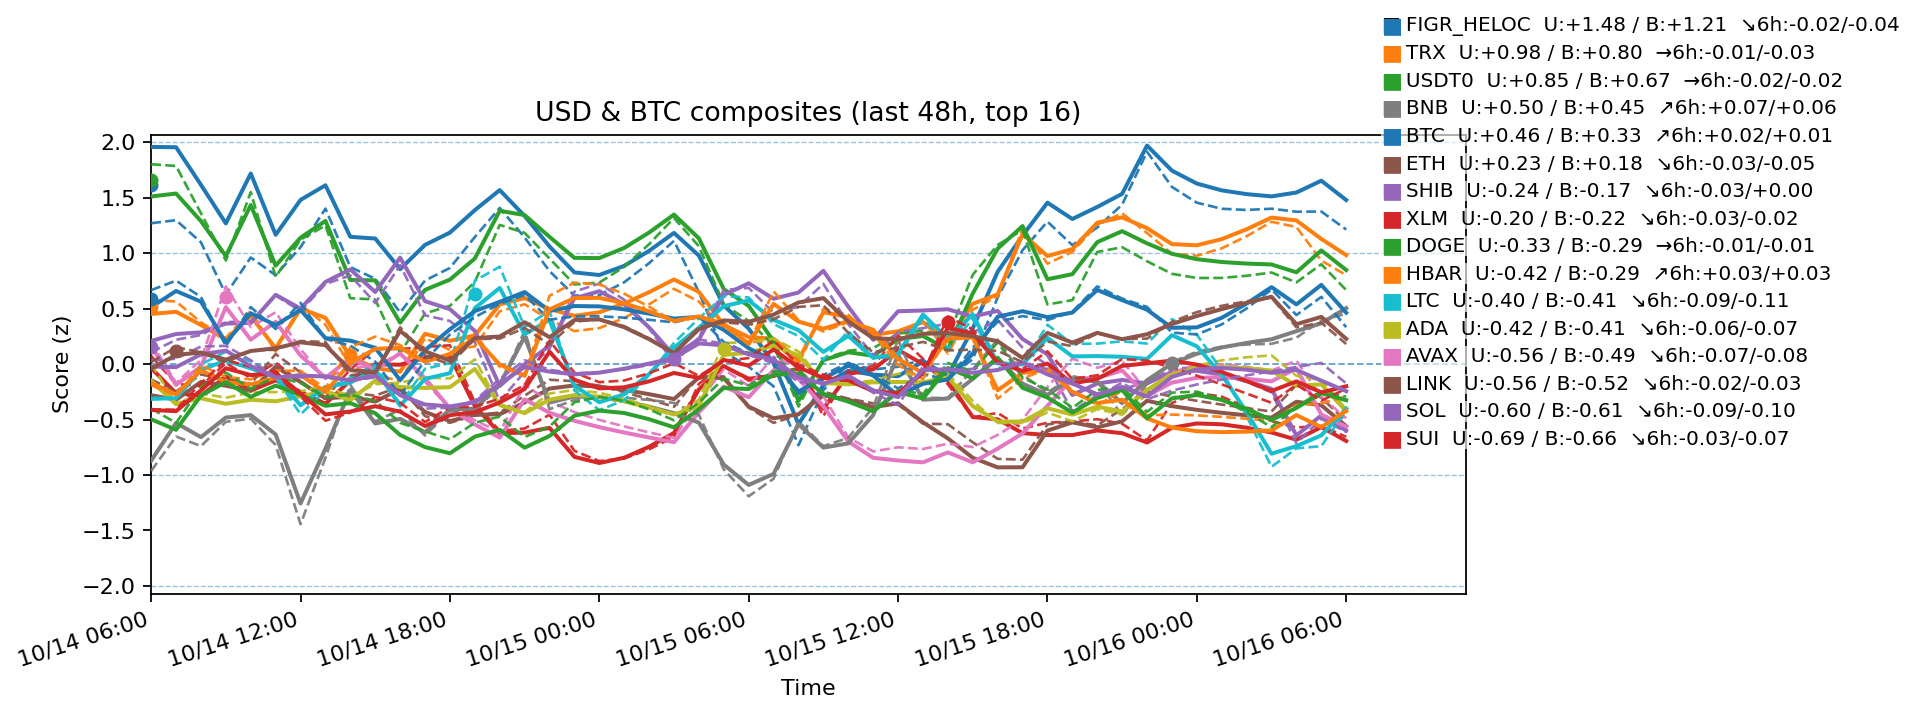 FIGR_HELOC  U:+1.48 / B:+1.21  ↘6h:-0.02/-0.04
TRX  U:+0.98 / B:+0.80  →6h:-0.01/-0.03
USDT0  U:+0.85 / B:+0.67  →6h:-0.02/-0.02
BNB  U:+0.50 / B:+0.45  ↗6h:+0.07/+0.06
BTC  U:+0.46 / B:+0.33  ↗6h:+0.02/+0.01
ETH  U:+0.23 / B:+0.18  ↘6h:-0.03/-0.05
SHIB  U:-0.24 / B:-0.17  ↘6h:-0.03/+0.00
XLM  U:-0.20 / B:-0.22  ↘6h:-0.03/-0.02
DOGE  U:-0.33 / B:-0.29  →6h:-0.01/-0.01
HBAR  U:-0.42 / B:-0.29  ↗6h:+0.03/+0.03
LTC  U:-0.40 / B:-0.41  ↘6h:-0.09/-0.11
ADA  U:-0.42 / B:-0.41  ↘6h:-0.06/-0.07
AVAX  U:-0.56 / B:-0.49  ↘6h:-0.07/-0.08
LINK  U:-0.56 / B:-0.52  ↘6h:-0.02/-0.03
SOL  U:-0.60 / B:-0.61  ↘6h:-0.09/-0.10
SUI  U:-0.69 / B:-0.66  ↘6h:-0.03/-0.07
USD & BTC composites (last 48h, top 16)
Score (z)
2.0
1.5
1.0
0.5
0.0
−0.5
−1.0
−1.5
−2.0
10/14 06:00
10/14 12:00
10/14 18:00
10/15 00:00
10/15 06:00
10/15 12:00
10/15 18:00
10/16 00:00
10/16 06:00
Time